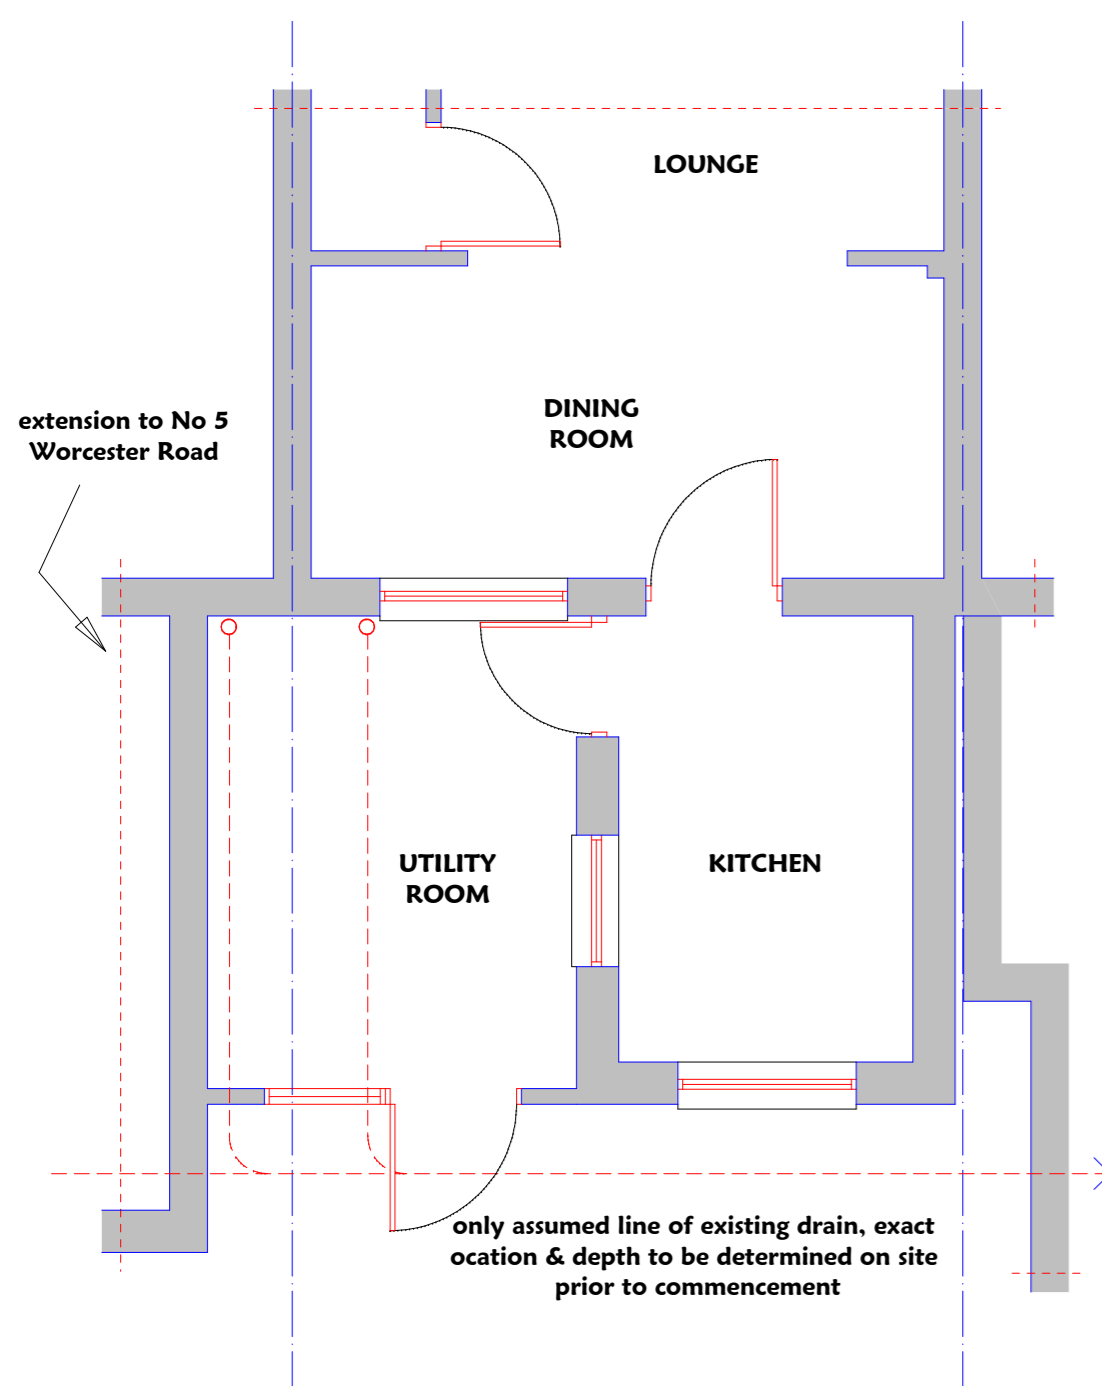 LOUNGE
DINING
ROOM
extension to No 5
Worcester Road
UTILITY
ROOM
KITCHEN
only assumed line of existing drain, exact
ocation & depth to be determined on site
prior to commencement